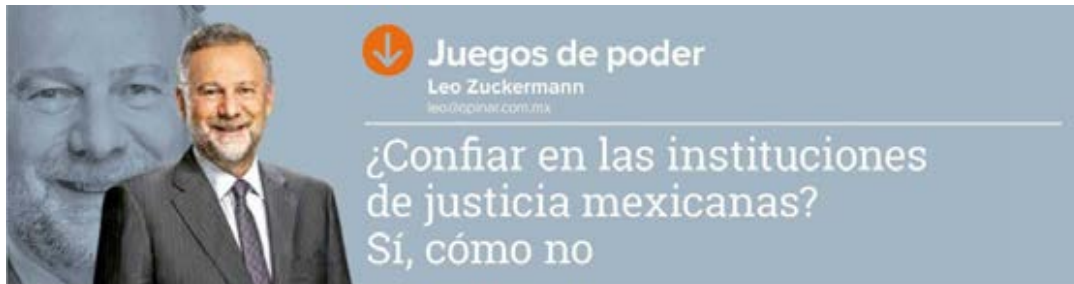 Juegos de poder
Leo Zuckermann
leo@opinar.com.mx
¿Confiar en las instituciones
de justicia mexicanas?
Sí, cómo no